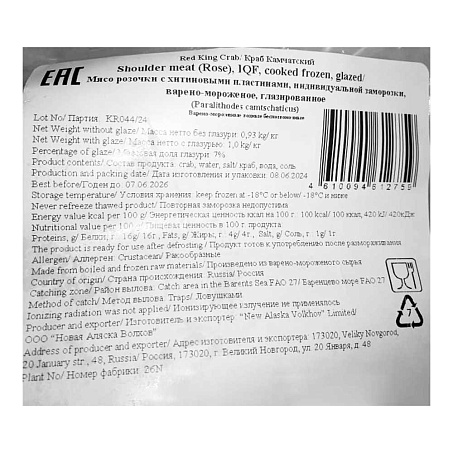 Red King Crab/ Краб Камчатский
Shoulder meat (Rose), IQF, cooked frozen, glazed/
Мясо розочки с хитиновыми пластинами, индивидуальной заморозки,
варено-мороженое, глазированное
(Paralithodes camtschaticus)
Варено-мороженые водные беспозвоночные
EAC
Lot No/ Партия. KR044/24
Net Weight without glaze/ Масса нетто без глазури: 0,93 kg/ кг
Net Weight with glaze/ Масса нетто с глазурью: 1,0 kg/ кг
Percentage of glaze/ Массовая доля глазури: 7%
Product contents/ Состав продукта: crab, water, salt/ краб, вода, соль
Production and packing date/ Дата изготовления и упаковки: 08.06.2024
Best before/Годен до: 07.06.2026
4610094612756
Storage temperature/ Условия хранения: keep frozen at -18°C or below/ -18°C и ниже
Never refreeze thawed product/ Повторная заморозка недопустима
Energy value kcal per 100 g/ Энергетическая ценность ккал на 100 г.: 100 kcal/ 100 ккал, 420 kJ/ 420кДж
Nutritional value per 100 g/ Пищевая ценность в 100 г. продукта
Proteins, g/ Белки, г.: 16g/ 16г., Fats, g/ Жиры, г.: 4g/ 4г., Salt, g/ Соль, г.: 1g/ 1г
The product is ready for use after defrosting / Продукт готов к употреблению после размораживания
Allergen/ Аллерген: Crustacean/ Ракообразные
Made from boiled and frozen raw materials/ Произведено из варено-мороженого сырья
Country of origin/ Страна происхождения: Russia/ Россия
Catching zone/ Район вылова: Catch area in the Barents Sea FAO 27/ Баренцево море FAO 27
Method of catch/ Метод вылова: Traps/ Ловушками.
Ionizing radiation was not applied/ Ионизирующее излучение не применялось
Producer and exporter/ Изготовитель и экспортер: "New Alaska Volkhov" Limited/
ООО "Новая Аляска Волхов"
Address of producer and exporter/ Адрес изготовителя и экспортера: 173020, Veliky Novgorod,
20 January str., 48, Russia/ Россия, 173020, г. Великий Новгород, ул. 20 Января, д. 48
Plant No/ Номер фабрики: 26N
7